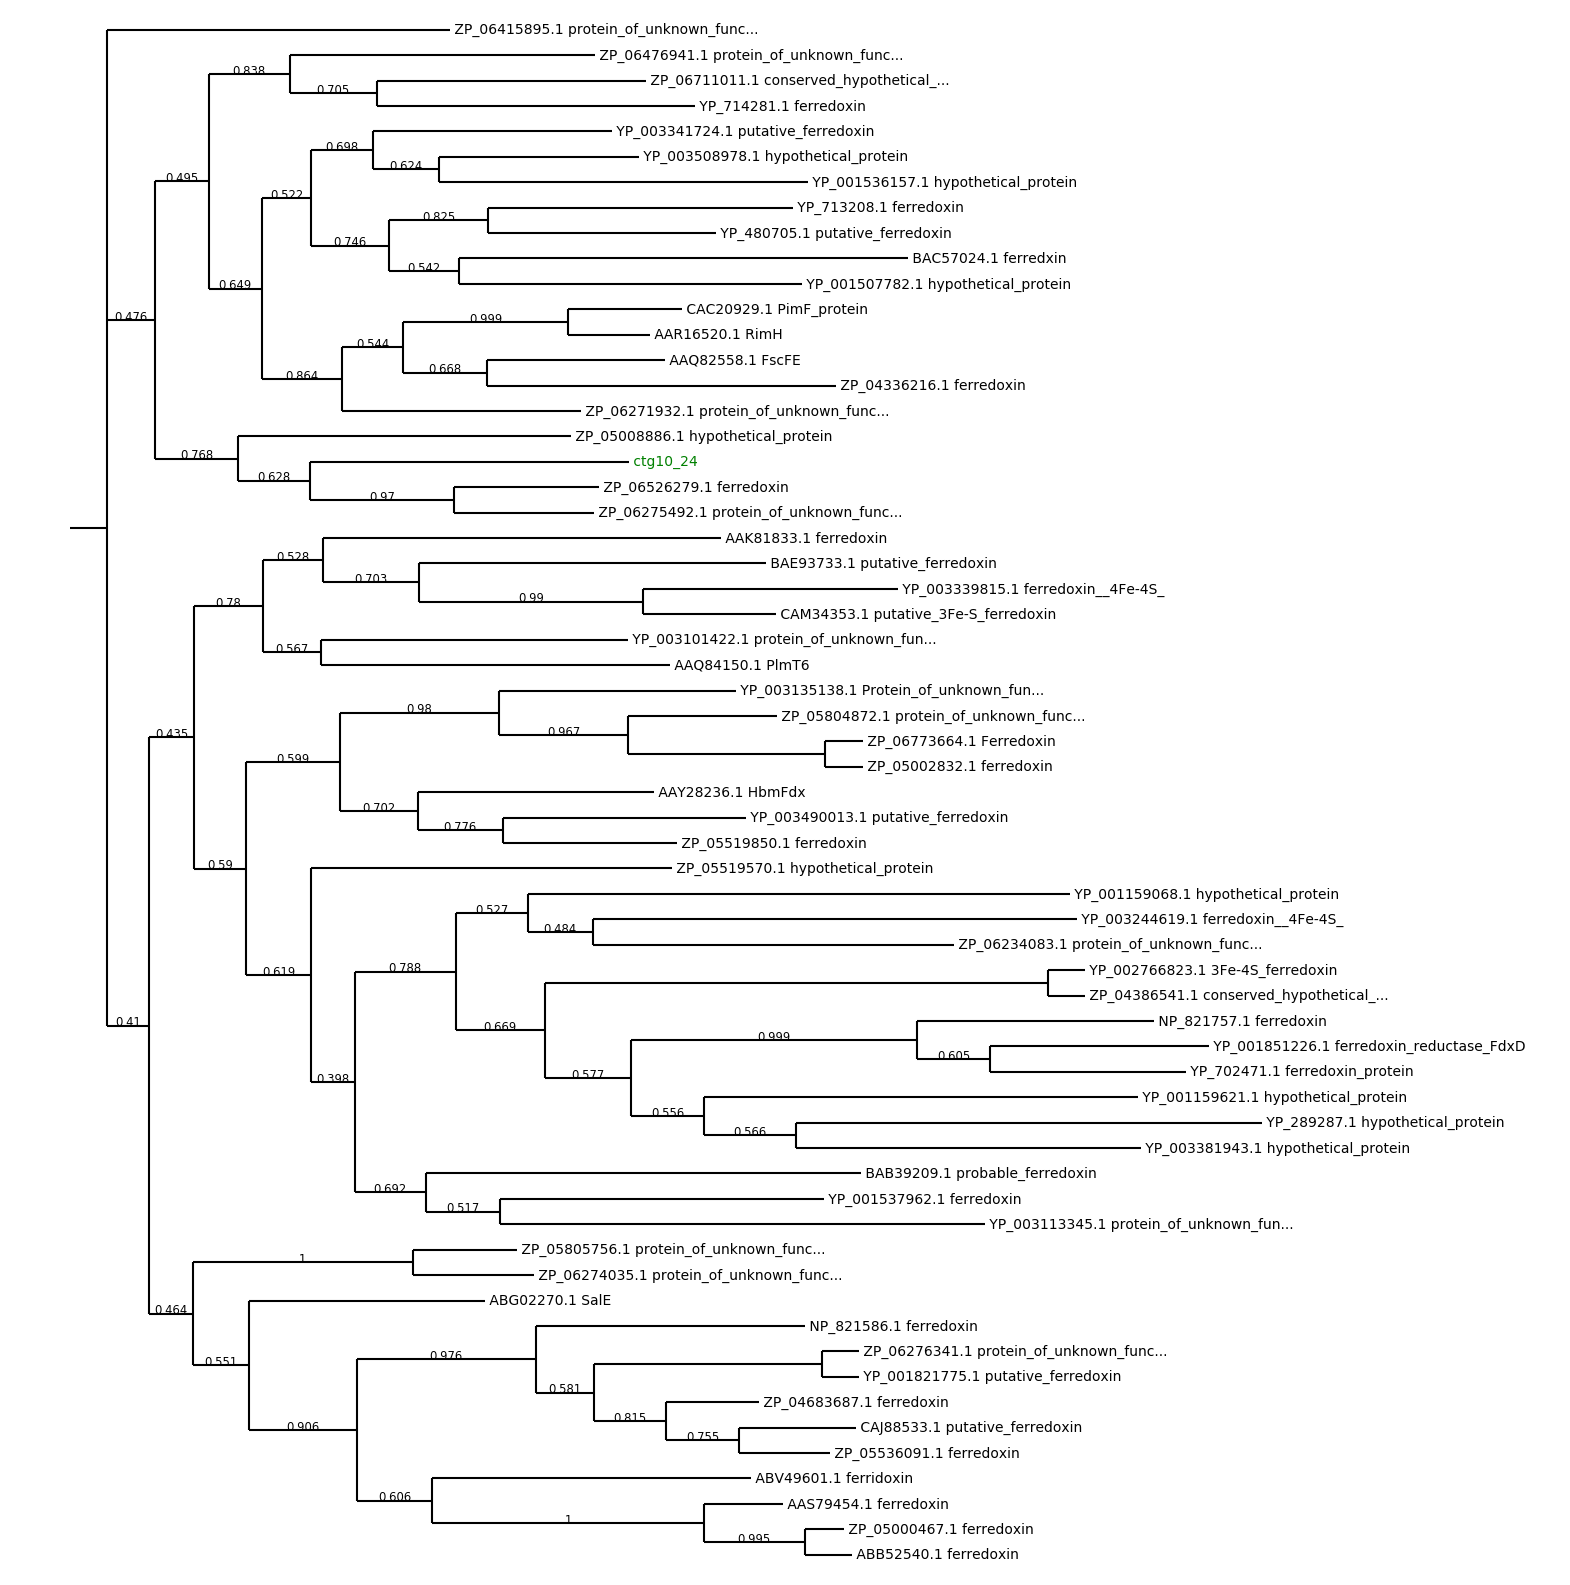 ZP_06415895.1 protein_of_unknown_func...
ZP_06476941.1 protein_of_unknown_func...
0.838
ZP_06711011.1 conserved_hypothetical_...
0.705
YP_714281.1 ferredoxin
YP_003341724.1 putative_ferredoxin
0.698
YP_003508978.1 hypothetical_protein
0.624
0.495
YP_001536157.1 hypothetical_protein
0.522
YP_713208.1 ferredoxin
0.825
YP_480705.1 putative_ferredoxin
0.746
BAC57024.1 ferredxin
0.542
0.649
YP_001507782.1 hypothetical_protein
CAC20929.1 PimF_protein
0.476
0.999
AAR16520.1 RimH
0.544
AAQ82558.1 FscFE
0.668
0.864
ZP_04336216.1 ferredoxin
ZP_06271932.1 protein_of_unknown_func...
ZP_05008886.1 hypothetical_protein
0.768
ctg10_24
0.628
ZP_06526279.1 ferredoxin
0.97
ZP_06275492.1 protein_of_unknown_func...
AAK81833.1 ferredoxin
0.528
BAE93733.1 putative_ferredoxin
0.703
YP_003339815.1 ferredoxin__4Fe-4S_
0.99
0.78
CAM34353.1 putative_3Fe-S_ferredoxin
YP_003101422.1 protein_of_unknown_fun...
0.567
AAQ84150.1 PlmT6
YP_003135138.1 Protein_of_unknown_fun...
0.98
ZP_05804872.1 protein_of_unknown_func...
0.967
0.435
ZP_06773664.1 Ferredoxin
0.599
ZP_05002832.1 ferredoxin
AAY28236.1 HbmFdx
0.702
YP_003490013.1 putative_ferredoxin
0.776
ZP_05519850.1 ferredoxin
0.59
ZP_05519570.1 hypothetical_protein
YP_001159068.1 hypothetical_protein
0.527
YP_003244619.1 ferredoxin__4Fe-4S_
0.484
ZP_06234083.1 protein_of_unknown_func...
0.619
0.788
YP_002766823.1 3Fe-4S_ferredoxin
ZP_04386541.1 conserved_hypothetical_...
0.41
0.669
NP_821757.1 ferredoxin
0.999
YP_001851226.1 ferredoxin_reductase_FdxD
0.605
YP_702471.1 ferredoxin_protein
0.398
0.577
YP_001159621.1 hypothetical_protein
0.556
YP_289287.1 hypothetical_protein
0.566
YP_003381943.1 hypothetical_protein
BAB39209.1 probable_ferredoxin
0.692
YP_001537962.1 ferredoxin
0.517
YP_003113345.1 protein_of_unknown_fun...
ZP_05805756.1 protein_of_unknown_func...
1
ZP_06274035.1 protein_of_unknown_func...
ABG02270.1 SalE
0.464
NP_821586.1 ferredoxin
ZP_06276341.1 protein_of_unknown_func...
0.551
0.976
YP_001821775.1 putative_ferredoxin
0.581
ZP_04683687.1 ferredoxin
0.815
CAJ88533.1 putative_ferredoxin
0.906
0.755
ZP_05536091.1 ferredoxin
ABV49601.1 ferridoxin
0.606
AAS79454.1 ferredoxin
1
ZP_05000467.1 ferredoxin
0.995
ABB52540.1 ferredoxin